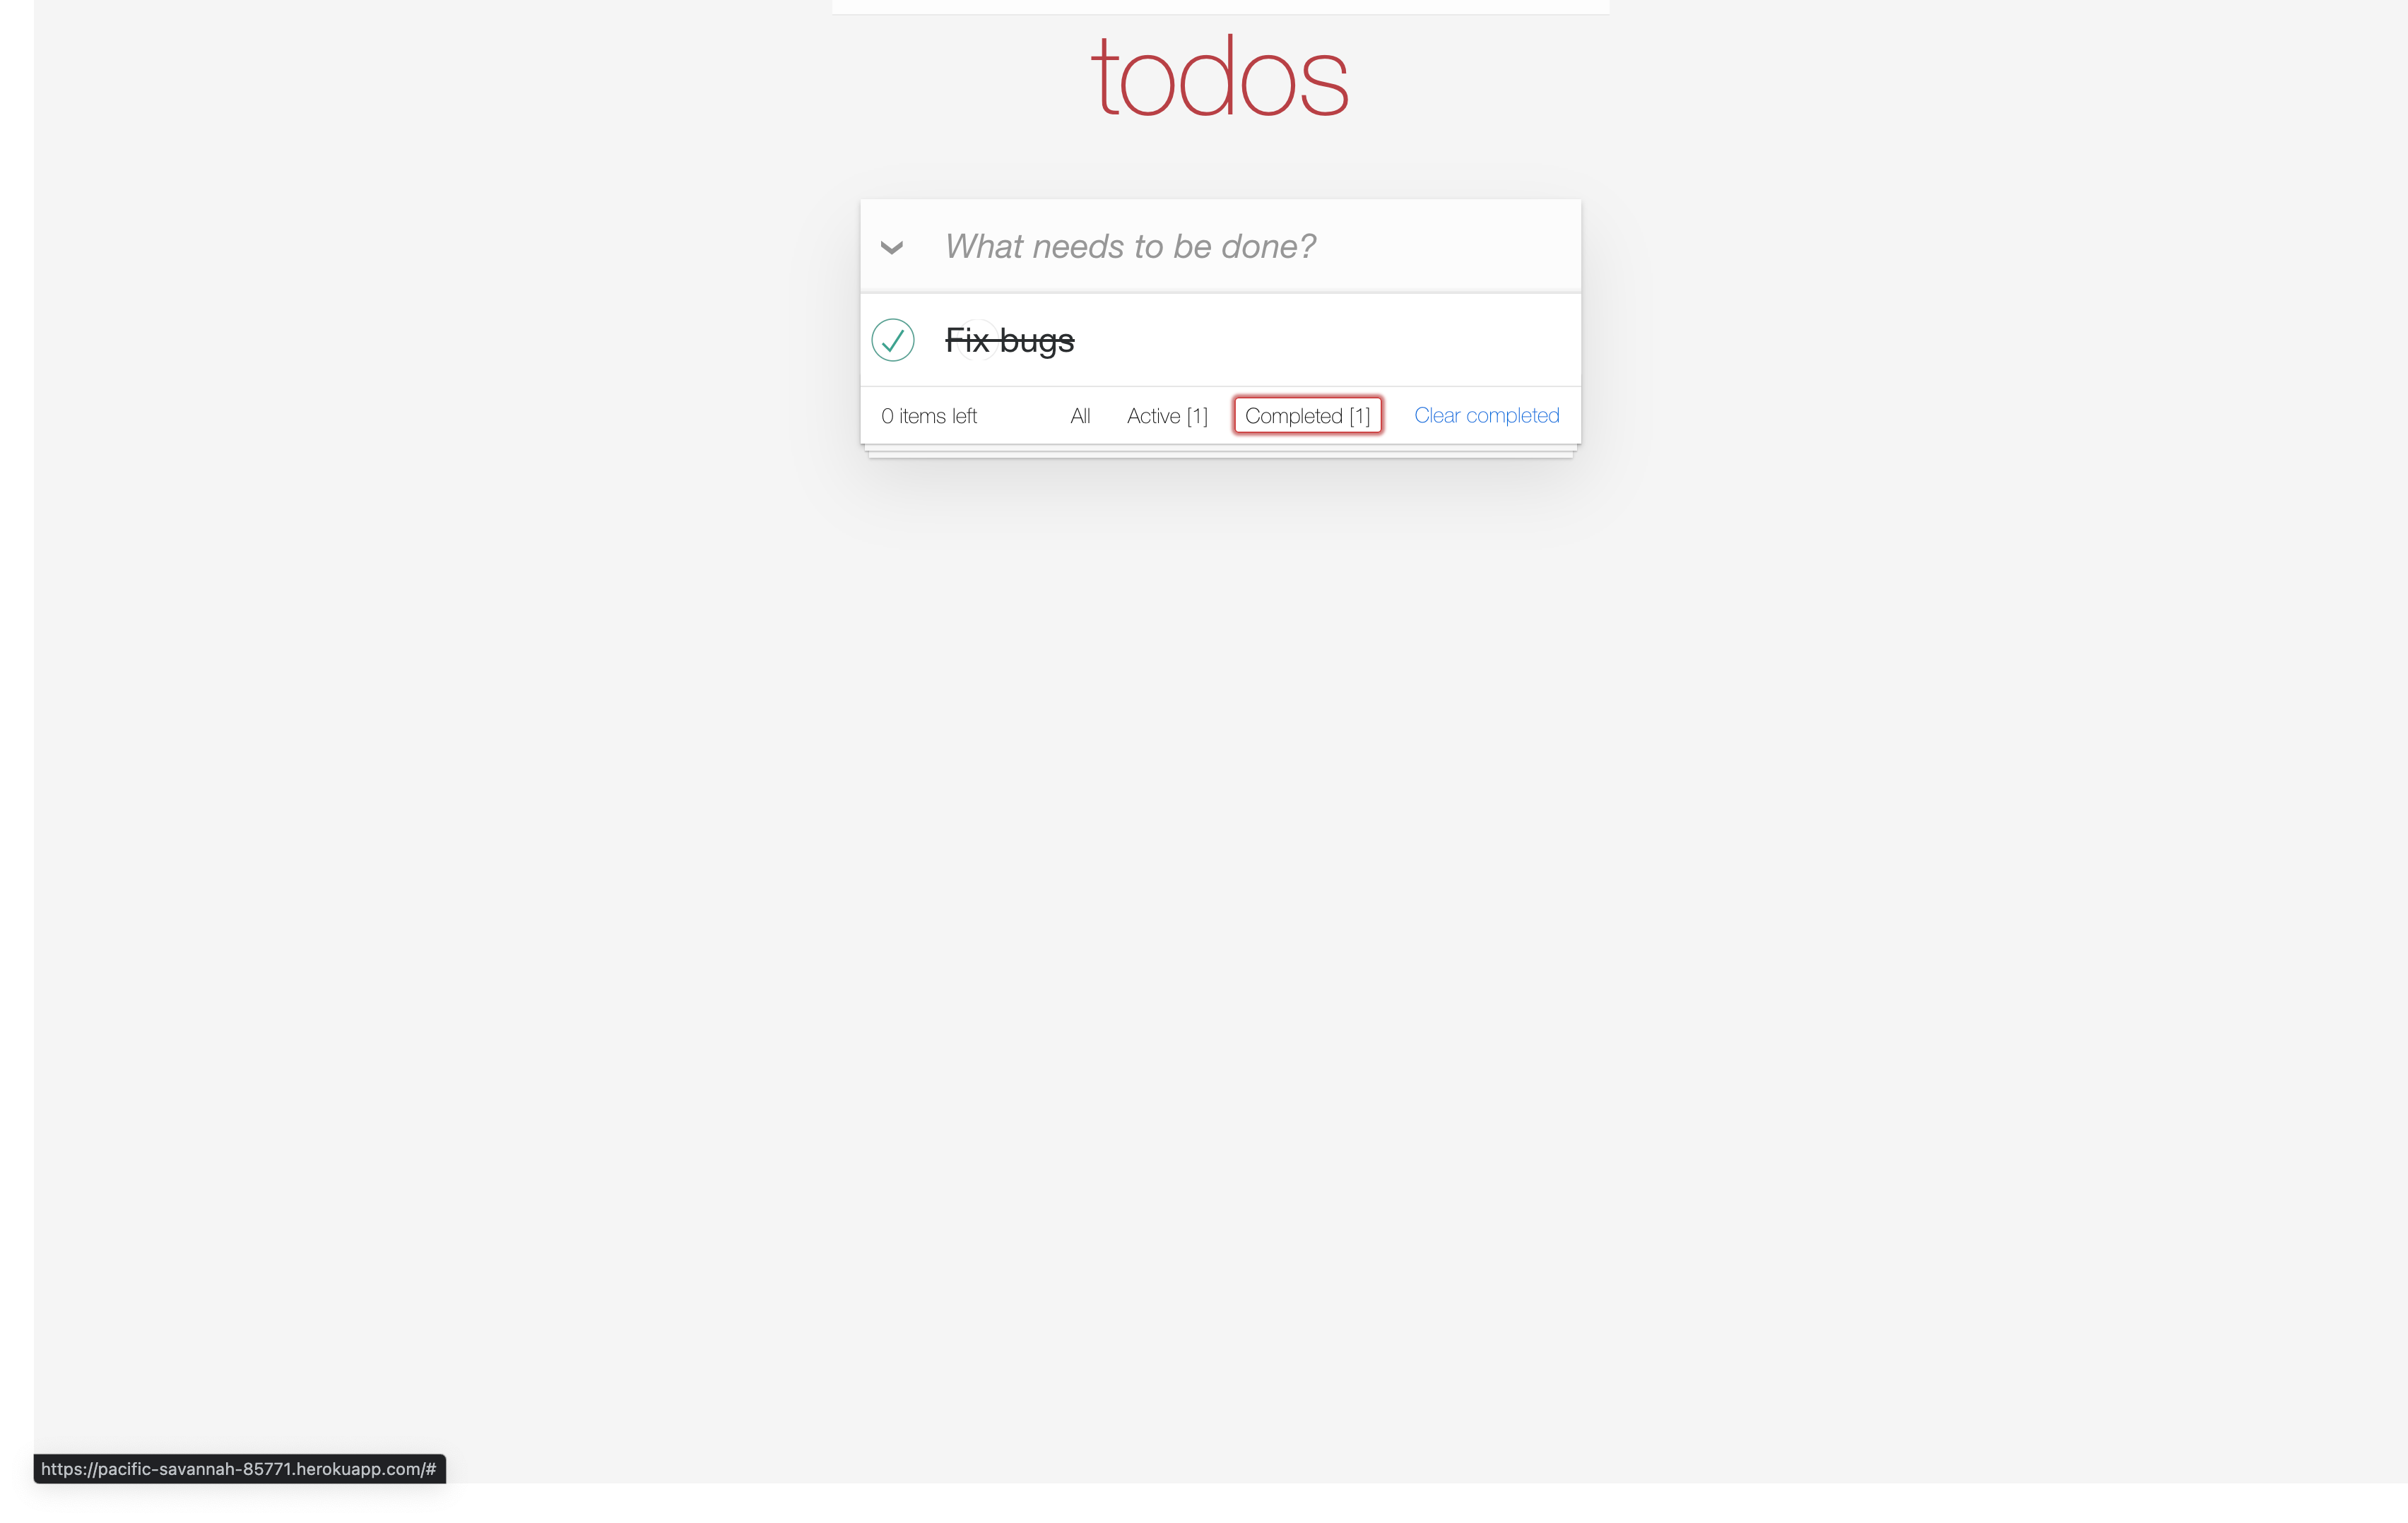 todos
What needs to be done?
Fix bugs
0 items left All Active [1] Completed [1] Clear completed
https://pacific-savannah-85771.herokuapp.com/#